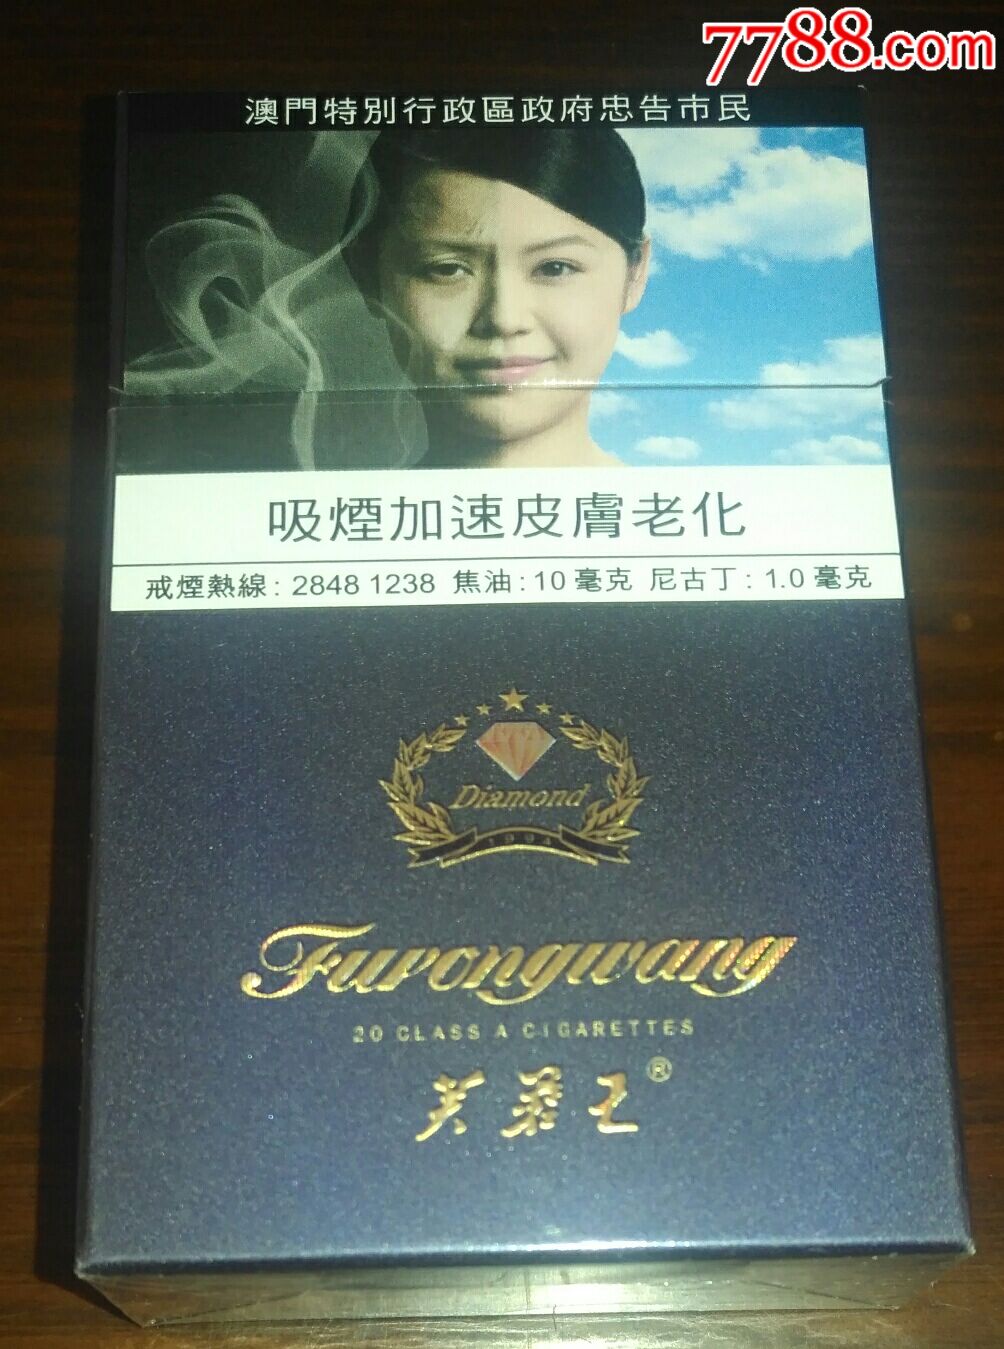 7788.com
澳門特別行政區政府忠告市民
吸煙加速皮膚老化
戒煙熱線: 2848 1238 焦油: 10 毫克 尼古丁: 1.0 毫克
Diamond
1994
Furongwang
20 CLASS A CIGARETTES
芙蓉王®